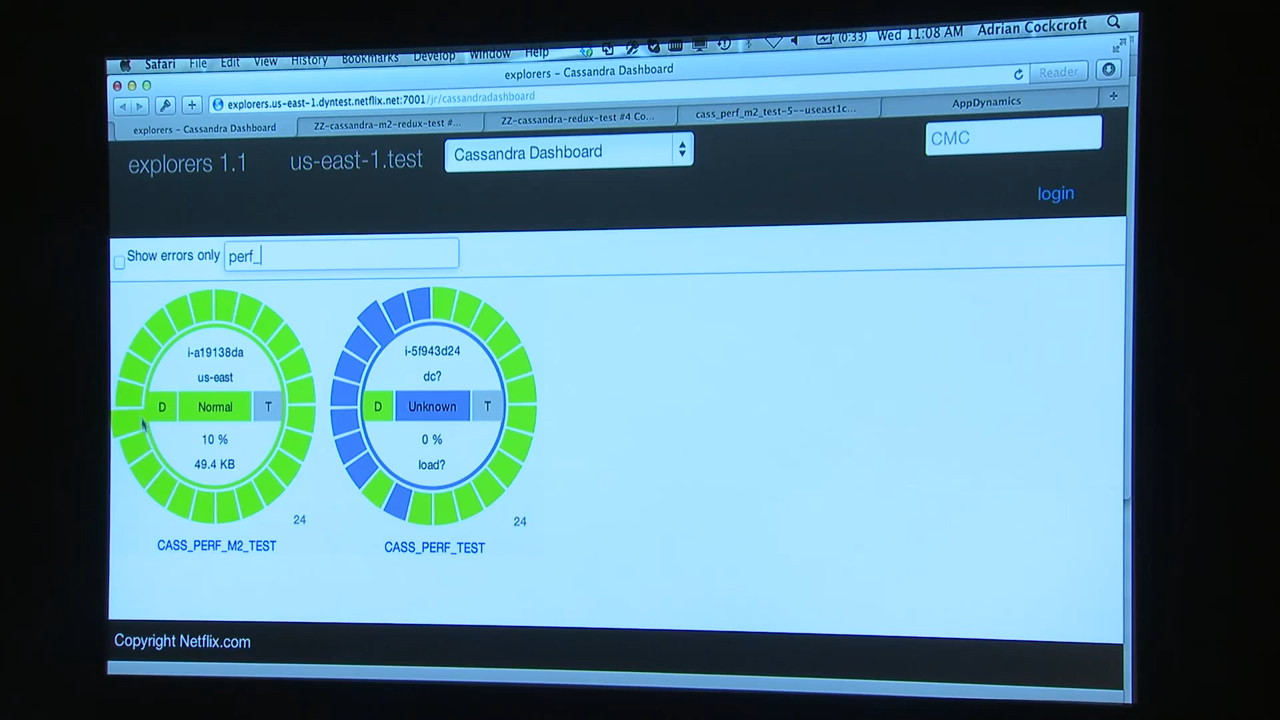 Safari File Edit View History Bookmarks Develop Window Help (0:33) Wed 11:08 AM Adrian Cockcroft
explorers – Cassandra Dashboard
explorers.us-east-1.dyntest.netflix.net:7001/jr/cassandradashboard Reader
explorers – Cassandra Dashboard ZZ-cassandra-m2-redux-test #... ZZ-cassandra-redux-test #4 Co... cass_perf_m2_test-5--useast1c... AppDynamics
explorers 1.1 us-east-1.test Cassandra Dashboard CMC
login
Show errors only perf_
i-a19138da
us-east
D Normal T
10 %
49.4 KB
24
CASS_PERF_M2_TEST
i-5f943d24
dc?
D Unknown T
0 %
load?
24
CASS_PERF_TEST
Copyright Netflix.com